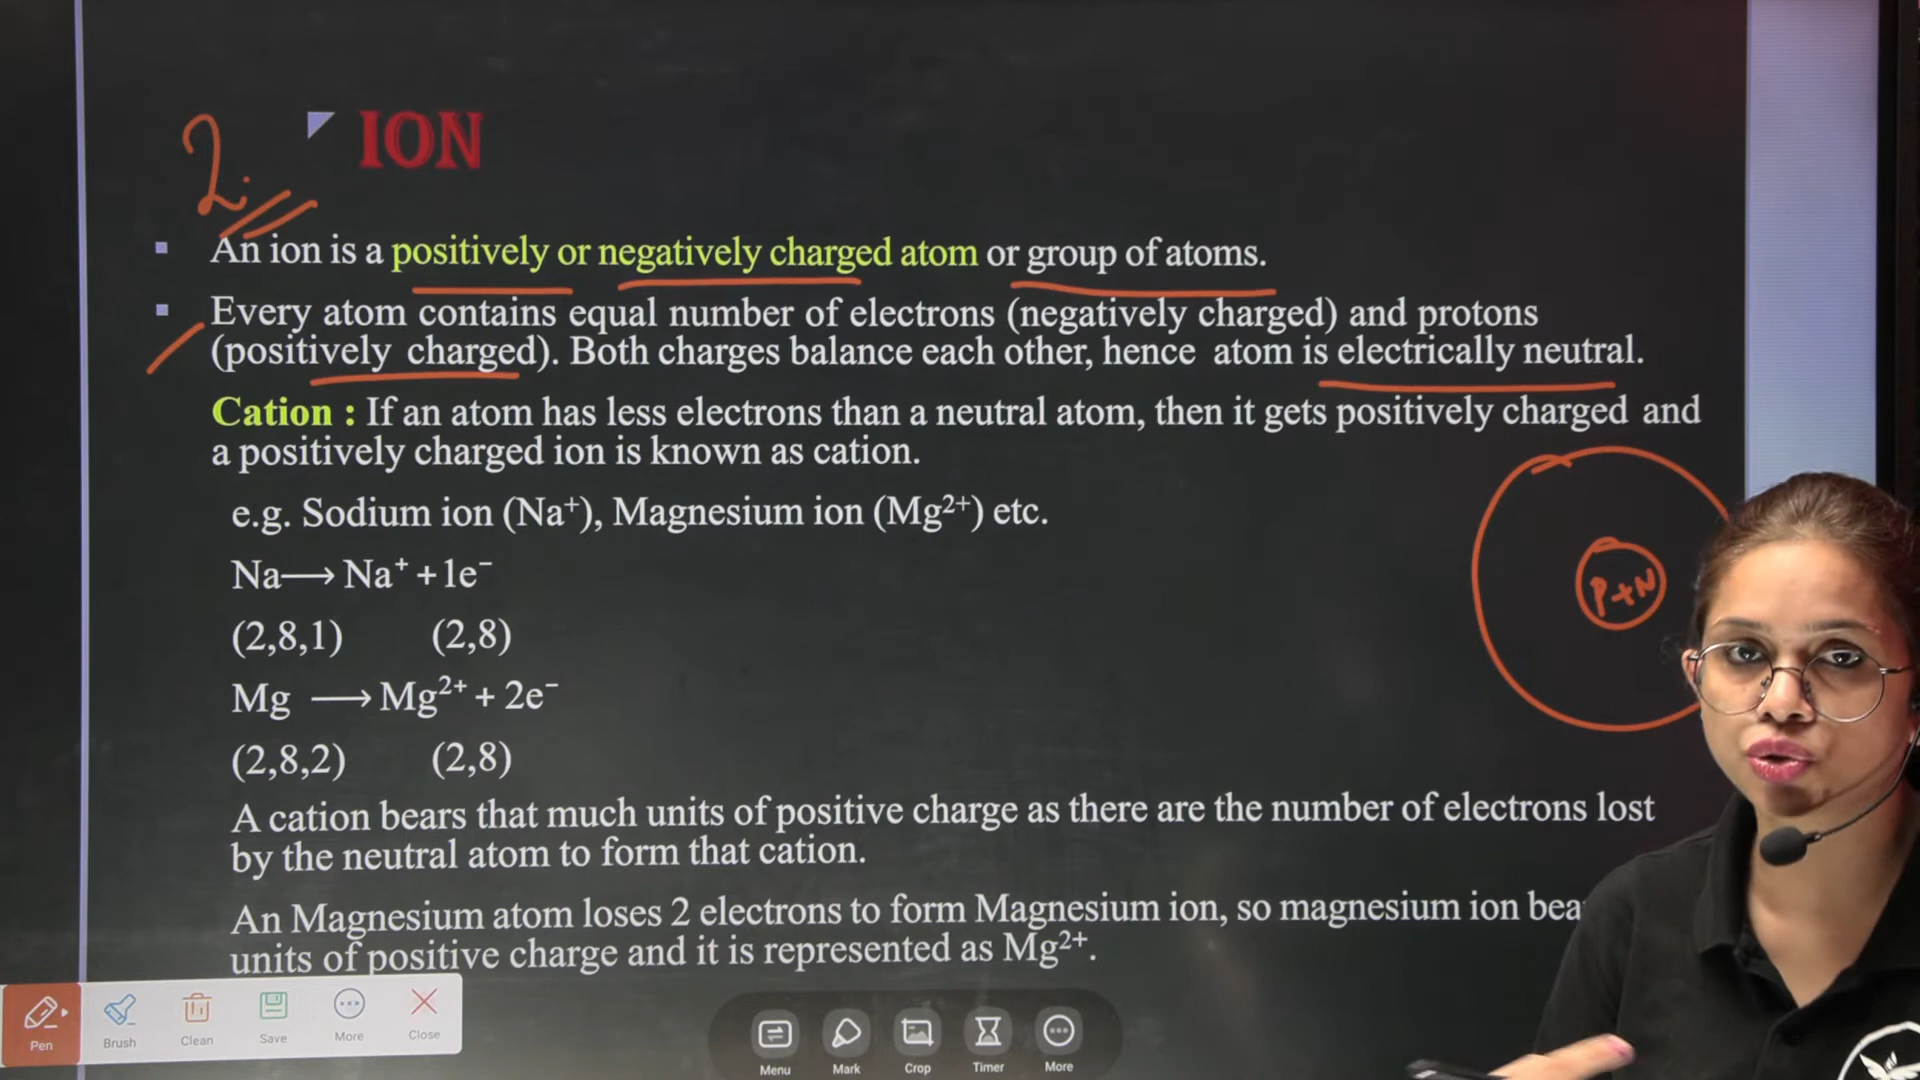 2.
ION
An ion is a positively or negatively charged atom or group of atoms.
Every atom contains equal number of electrons (negatively charged) and protons
(positively charged). Both charges balance each other, hence atom is electrically neutral.
Cation : If an atom has less electrons than a neutral atom, then it gets positively charged and
a positively charged ion is known as cation.
e.g. Sodium ion (Na⁺), Magnesium ion (Mg²⁺) etc.
Na⟶Na⁺+1e⁻
(2,8,1) (2,8)
P+N
Mg ⟶Mg²⁺+2e⁻
(2,8,2) (2,8)
A cation bears that much units of positive charge as there are the number of electrons lost
by the neutral atom to form that cation.
An Magnesium atom loses 2 electrons to form Magnesium ion, so magnesium ion
units of positive charge and it is represented as Mg²⁺.
Pen Brush Clean Save More Close
Menu Mark Crop Timer More